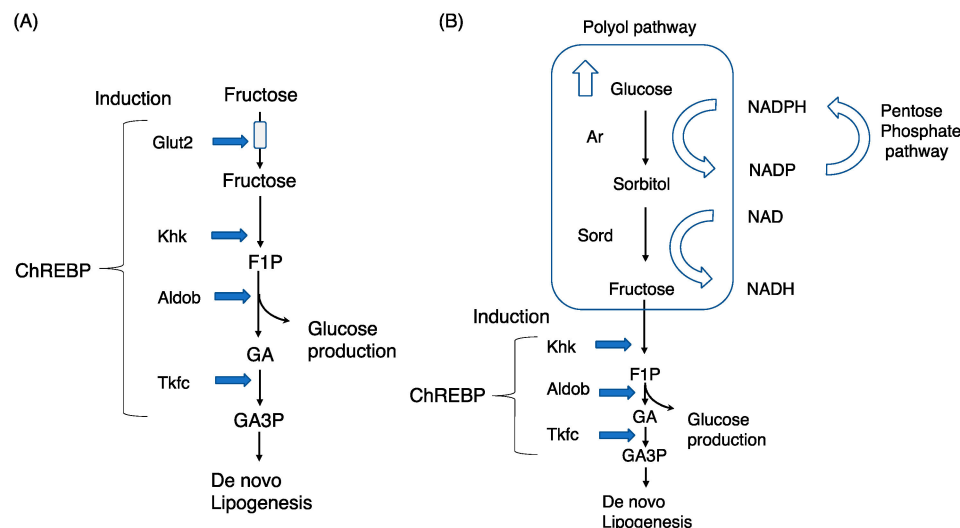 (A)
Induction
Fructose
Glut2
Fructose
Khk
F1P
ChREBP
Aldob
Glucose
production
GA
Tkfc
GA3P
De novo
Lipogenesis
(B)
Polyol pathway
Glucose
NADPH
Pentose
Phosphate
pathway
Ar
NADP
Sorbitol
NAD
Sord
NADH
Fructose
Induction
Khk
F1P
ChREBP
Aldob
GA
Glucose
production
Tkfc
GA3P
De novo
Lipogenesis